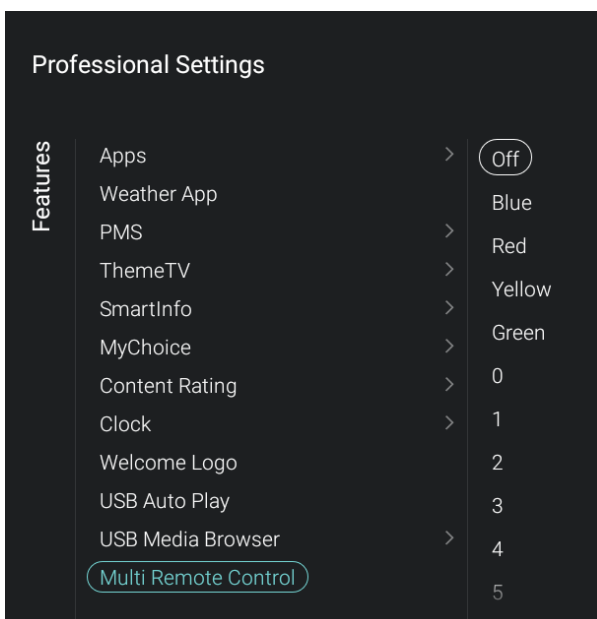 Professional Settings
Features
Apps
Weather App
PMS
ThemeTV
SmartInfo
MyChoice
Content Rating
Clock
Welcome Logo
USB Auto Play
USB Media Browser
Multi Remote Control
Off
Blue
Red
Yellow
Green
0
1
2
3
4
5